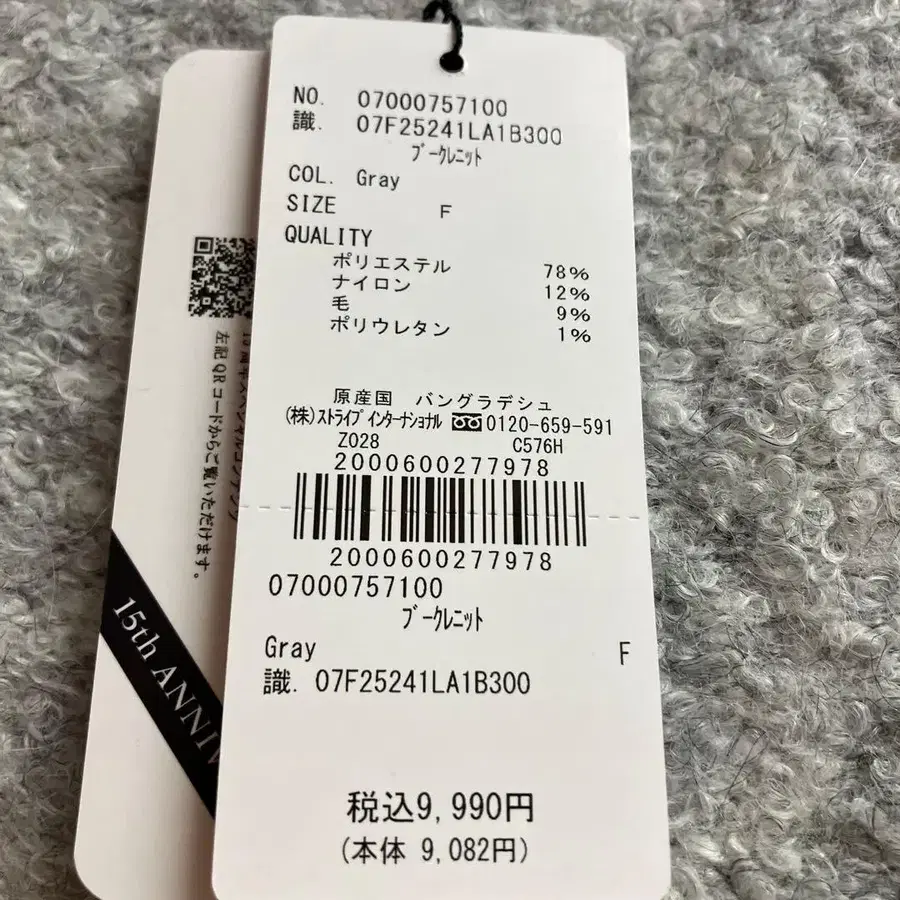 NO. 07000757100
識. 07F25241LA1B300
ブークレニット
COL. Gray
SIZE F
QUALITY
ポリエステル 78%
ナイロン 12%
毛 9%
ポリウレタン 1%
原産国 バングラデシュ
(株)ストライプインターナショナル 0120-659-591
Z028 C576H
2000600277978
2000600277978
07000757100
ブークレニット
Gray F
識. 07F25241LA1B300
税込9,990円
(本体 9,082円)
左記QRコードからご覧いただけます。
15th ANNIV